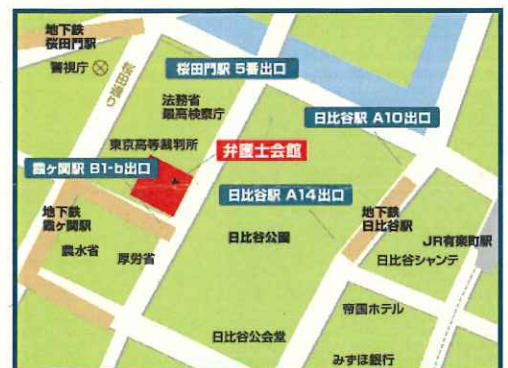 地下鉄
桜田門駅
警視庁
桜田通り
桜田門駅 5番出口
法務省
最高検察庁
日比谷駅 A10出口
東京高等裁判所
弁護士会館
霞ヶ関駅 B1-b出口
日比谷駅 A14出口
地下鉄
霞ヶ関駅
地下鉄
日比谷駅
日比谷公園
JR有楽町駅
農水省
厚労省
日比谷シャンテ
帝国ホテル
日比谷公会堂
みずほ銀行